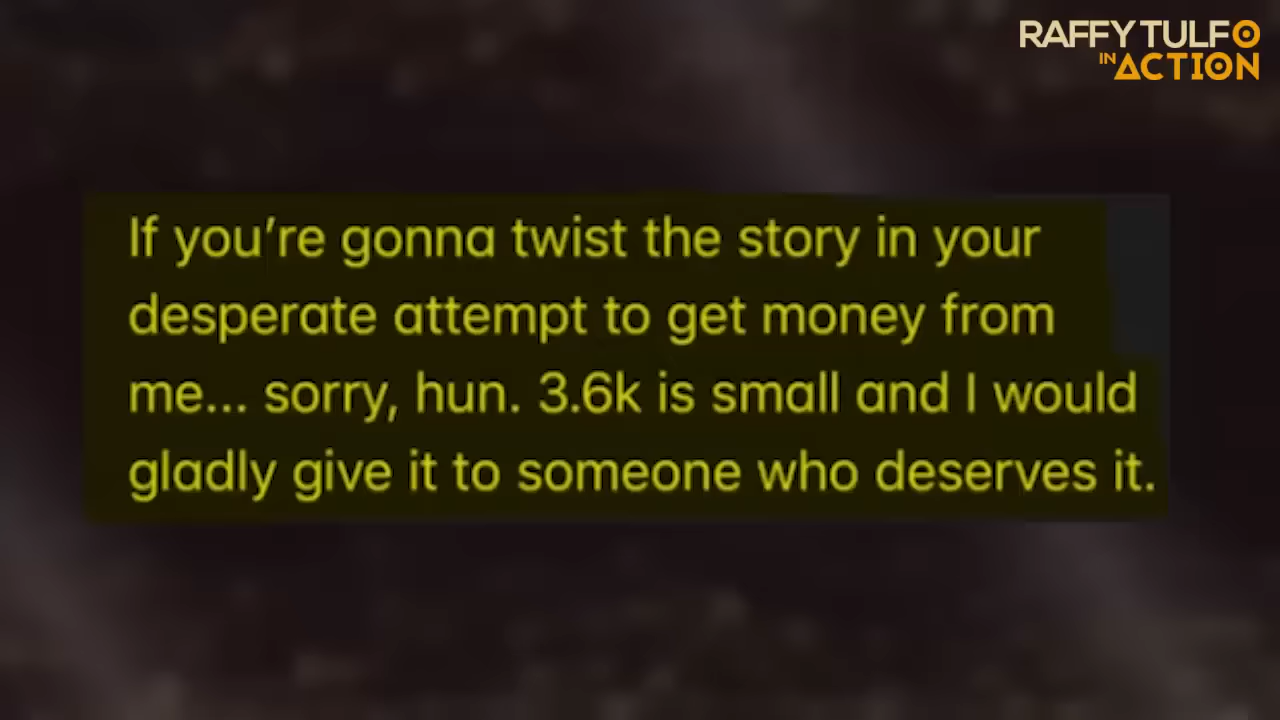 RAFFY TULFO
IN ACTION
If you’re gonna twist the story in your
desperate attempt to get money from
me... sorry, hun. 3.6k is small and I would
gladly give it to someone who deserves it.